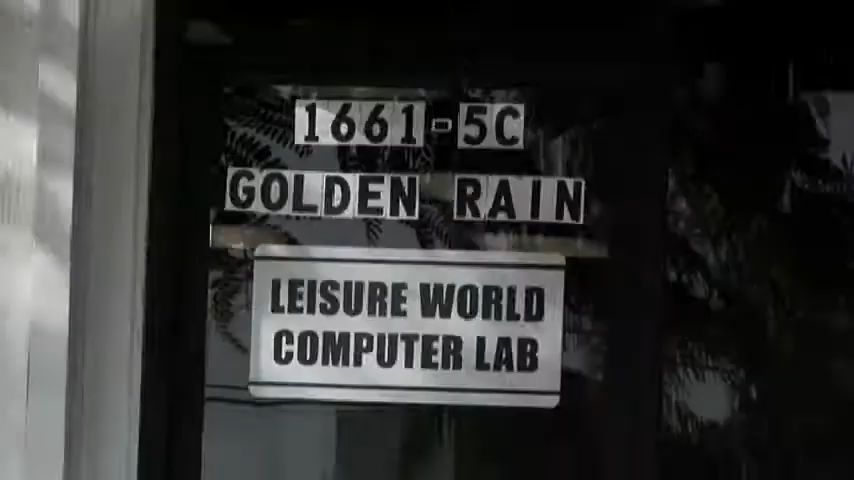 1661-5C
GOLDEN RAIN
LEISURE WORLD
COMPUTER LAB